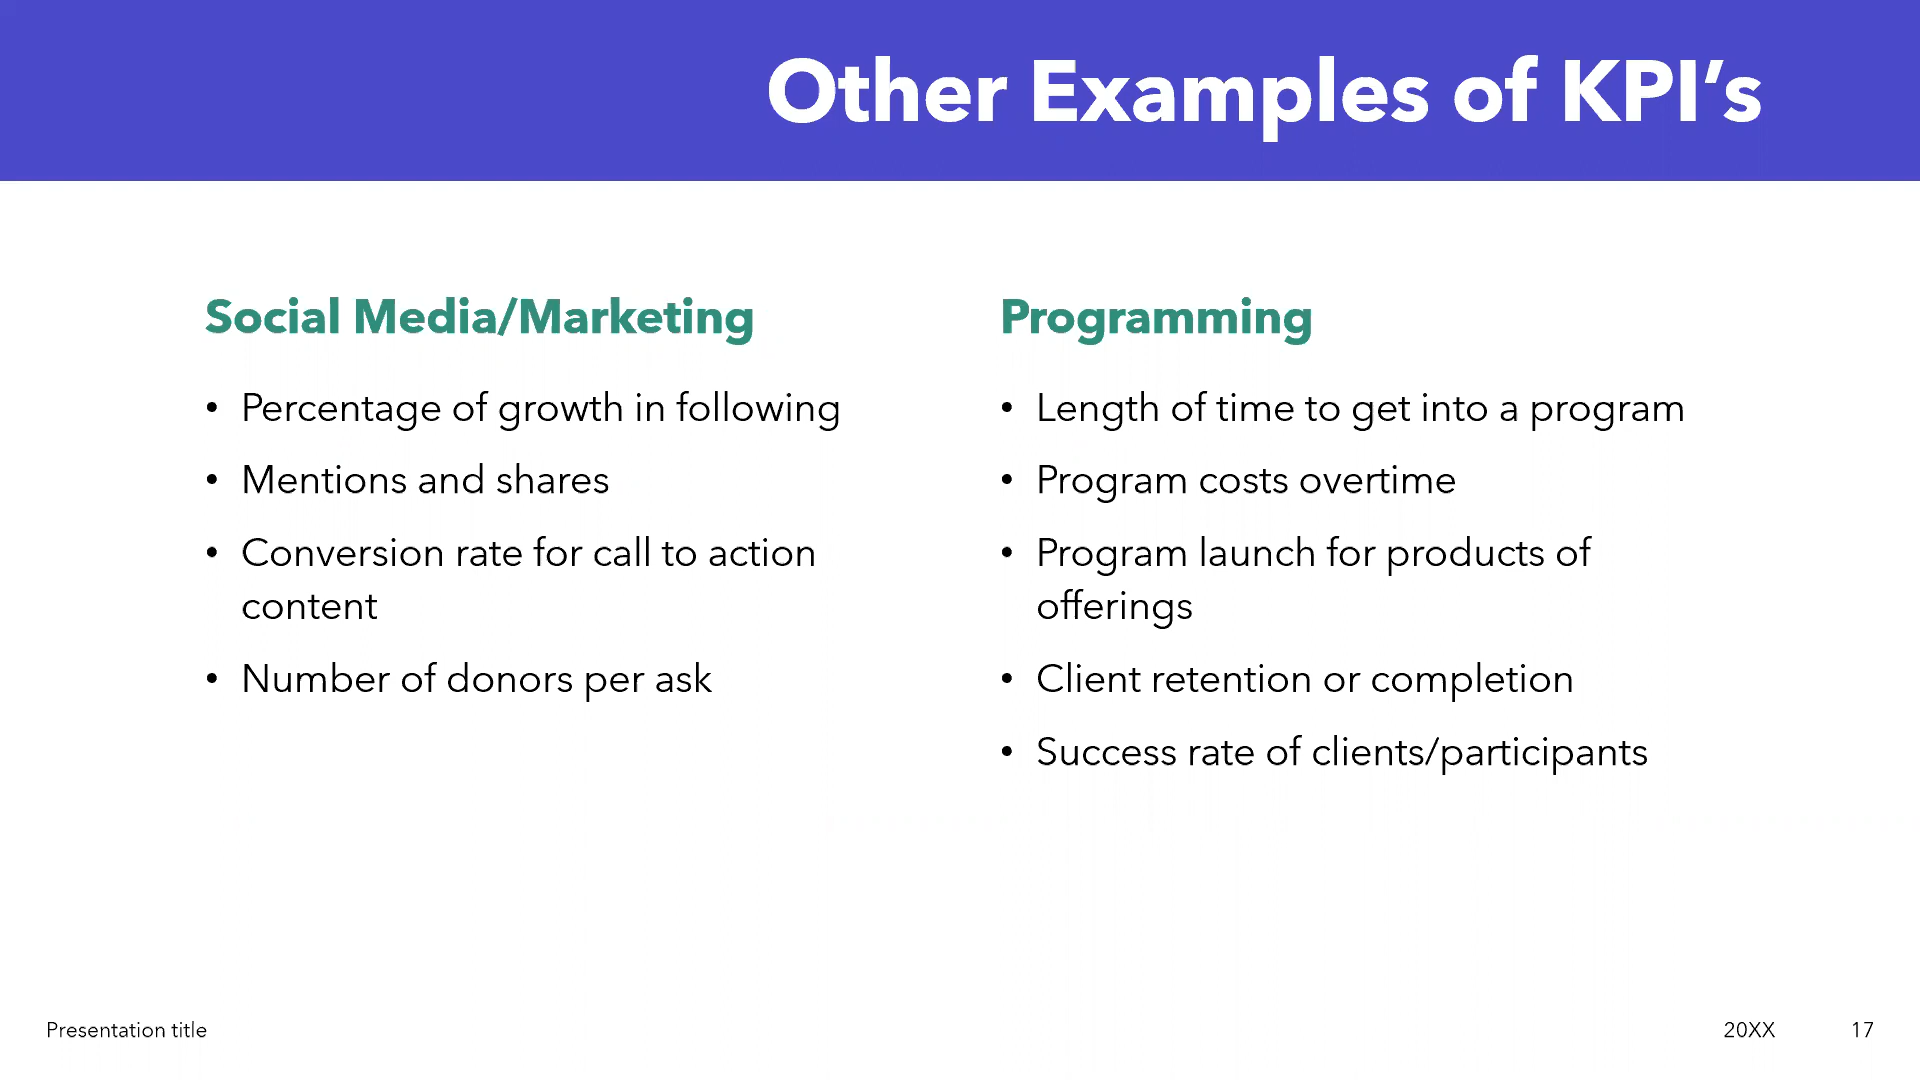 Other Examples of KPI’s
Social Media/Marketing
• Percentage of growth in following
• Mentions and shares
• Conversion rate for call to action
content
• Number of donors per ask
Programming
• Length of time to get into a program
• Program costs overtime
• Program launch for products of
offerings
• Client retention or completion
• Success rate of clients/participants
Presentation title
20XX
17